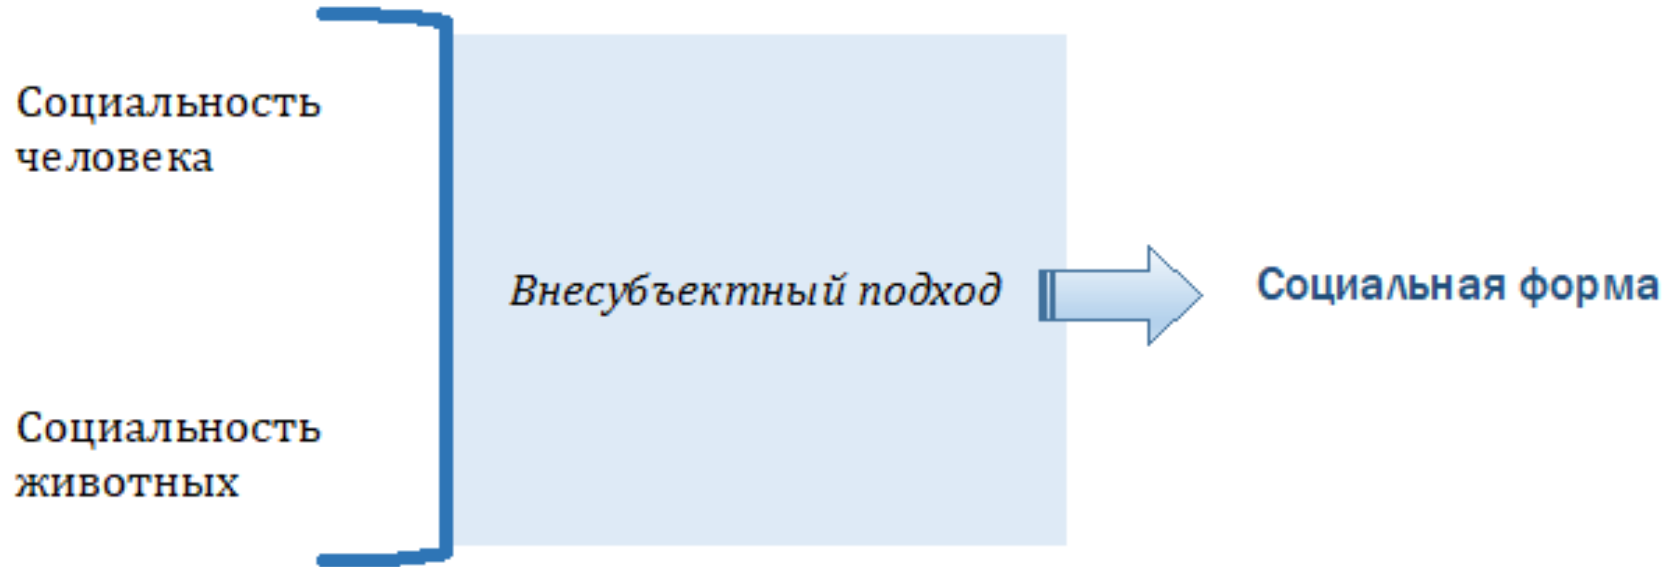 Социальность
человека
Внесубъектный подход
Социальная форма
Социальность
животных